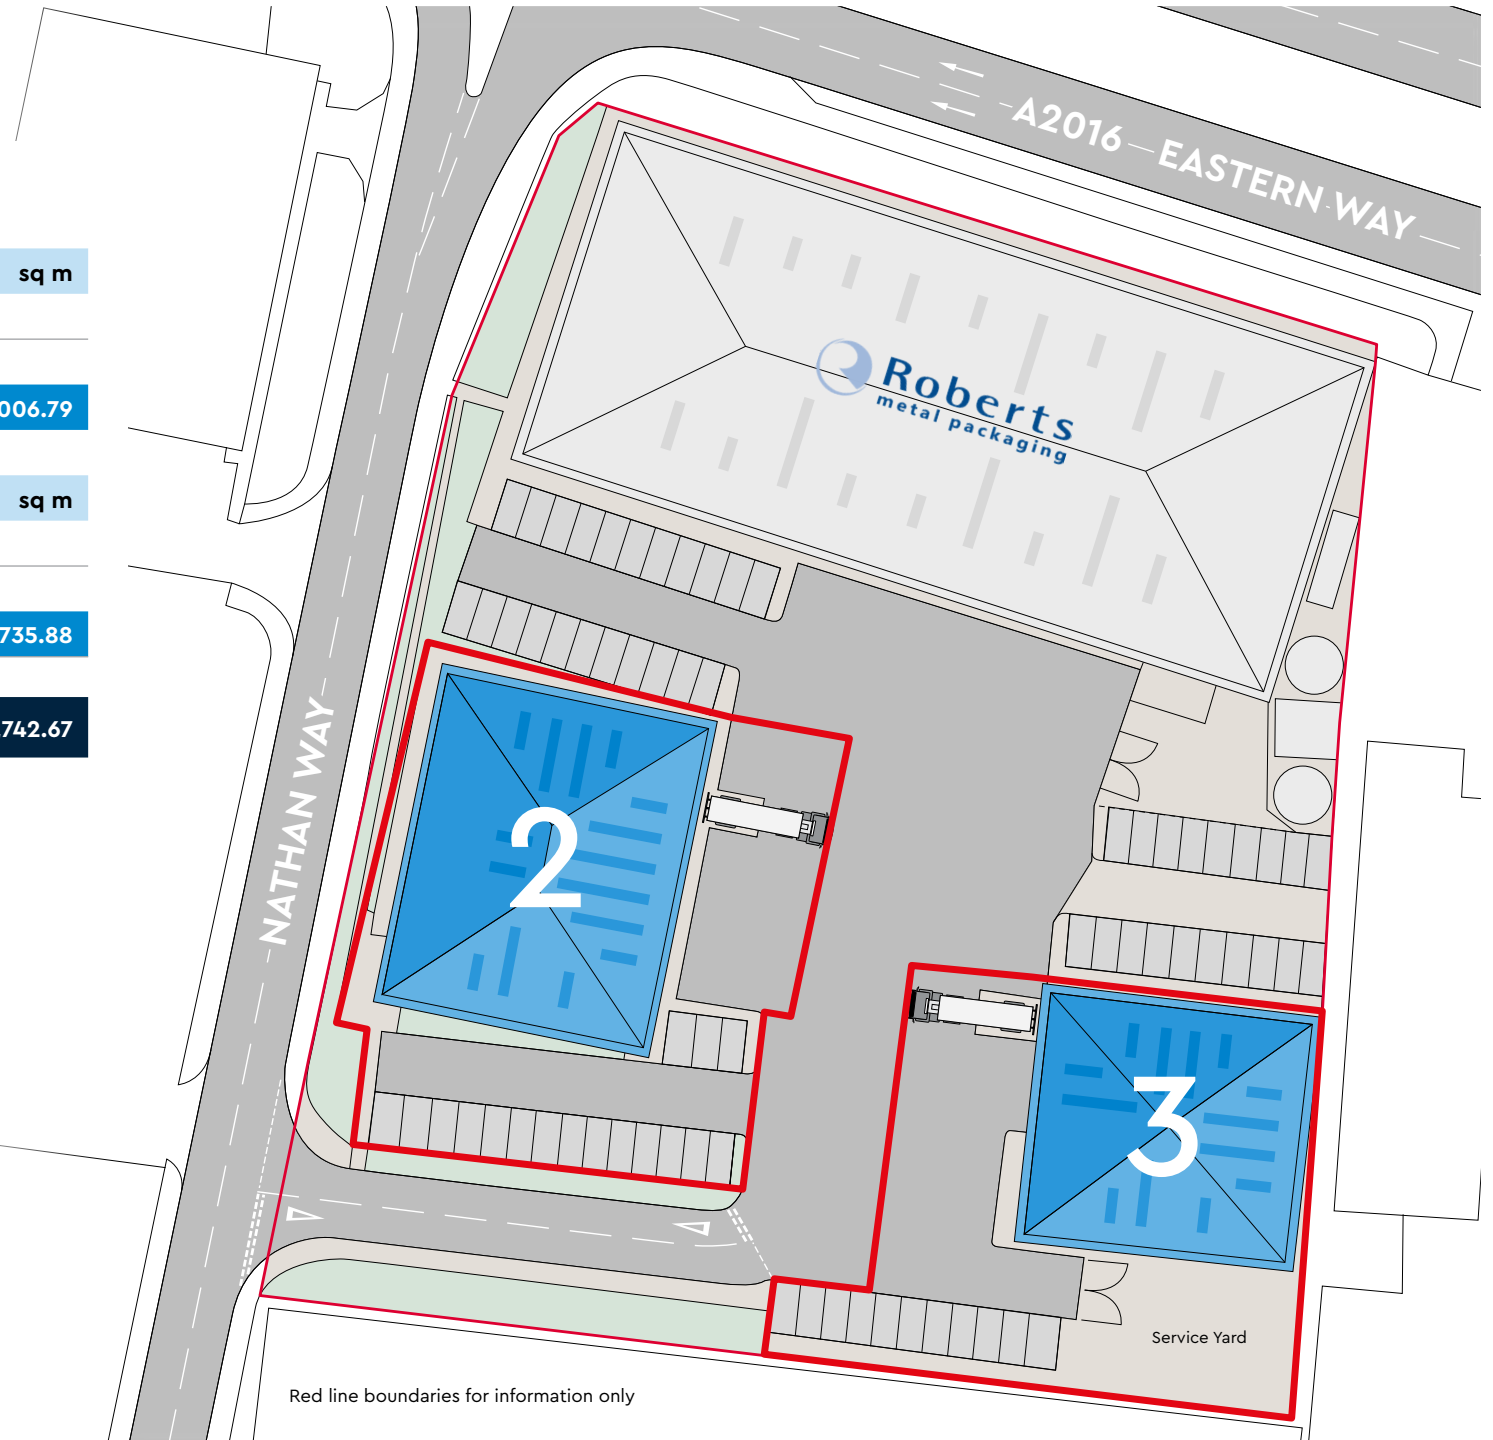 sq m
006.79
sq m
735.88
742.67
A2016
EASTERN WAY
Roberts
metal packaging
NATHAN WAY
2
3
Service Yard
Red line boundaries for information only